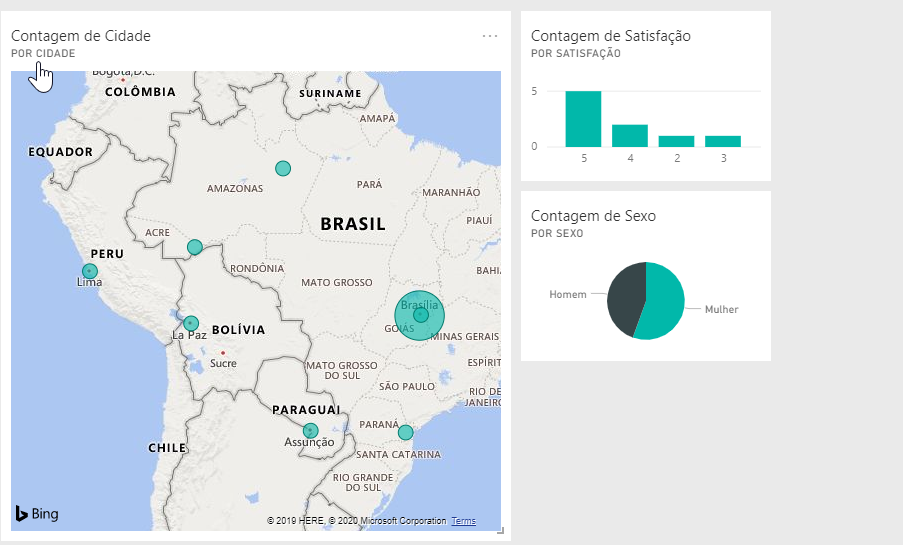 Contagem de Cidade
POR CIDADE
...
Bogotá, D.C.
COLÔMBIA
SURINAME
AMAPÁ
EQUADOR
AMAZONAS
PARÁ
MARANHÃO
BRASIL
PIAUÍ
ACRE
PERU
RONDÔNIA
BAHI
Lima
MATO GROSSO
Brasília
La Paz
BOLÍVIA
GOIÁS
MINAS GERAIS
Sucre
MATO GROSSO
DO SUL
ESPÍRI
SÃO PAULO
RIO DE
JANEIRO
PARAGUAI
PARANÁ
Assunção
CHILE
SANTA CATARINA
RIO GRANDE
DO SUL
Bing
© 2019 HERE, © 2020 Microsoft Corporation Terms
Contagem de Satisfação
POR SATISFAÇÃO
5
0
5 4 2 3
Contagem de Sexo
POR SEXO
Homem
Mulher